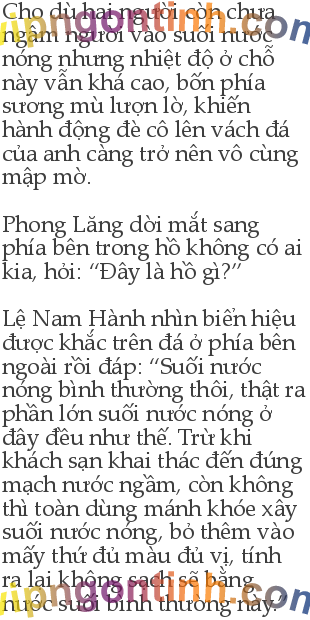 Cho dù hai người còn chưa
ngâm người vào suối nước
nóng nhưng nhiệt độ ở chỗ
này vẫn khá cao, bốn phía
sương mù lượn lờ, khiến
hành động đè cô lên vách đá
của anh càng trở nên vô cùng
mập mờ.
Phong Lăng dời mắt sang
phía bên trong hồ không có ai
kia, hỏi: “Đây là hồ gì?”
Lệ Nam Hành nhìn biển hiệu
được khắc trên đá ở phía bên
ngoài rồi đáp: “Suối nước
nóng bình thường thôi, thật ra
phần lớn suối nước nóng ở
đây đều như thế. Trừ khi
khách sạn khai thác đến đúng
mạch nước ngầm, còn không
thì toàn dùng mánh khóe xây
suối nước nóng, bỏ thêm vào
mấy thứ đủ màu đủ vị, tính
ra lại không sạch sẽ bằng
nước suối bình thường này.”
vipngontinh.com
vipngontinh.com